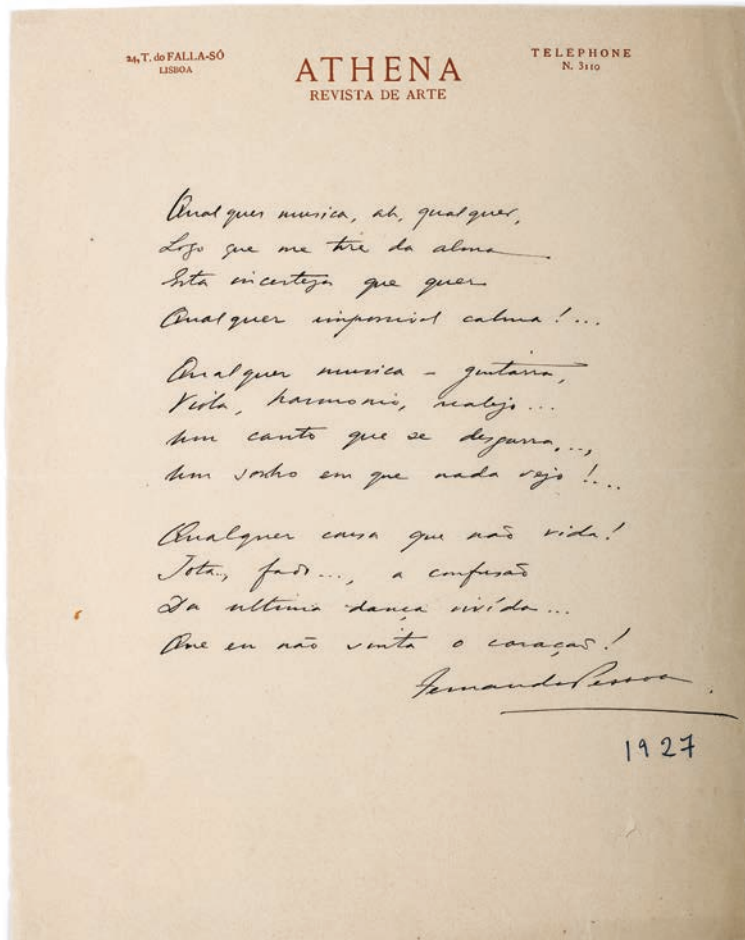 24, T. do FALLA-SÓ
LISBOA
ATHENA
REVISTA DE ARTE
TELEPHONE
N. 3110
Qualquer musica, ah, qualquer,
Logo que me tire da alma
Esta incerteza que quer
Qualquer impossivel calma!...
Qualquer musica – guitarra,
Viola, harmonio, realejo...
Um canto que se desgarra...,
Um sonho em que nada vejo!...
Qualquer cousa que não vida!
Jota, fado..., a confusão
Da ultima dança vivída...
Que eu não sinta o coração!
Fernando Pessoa.
1927